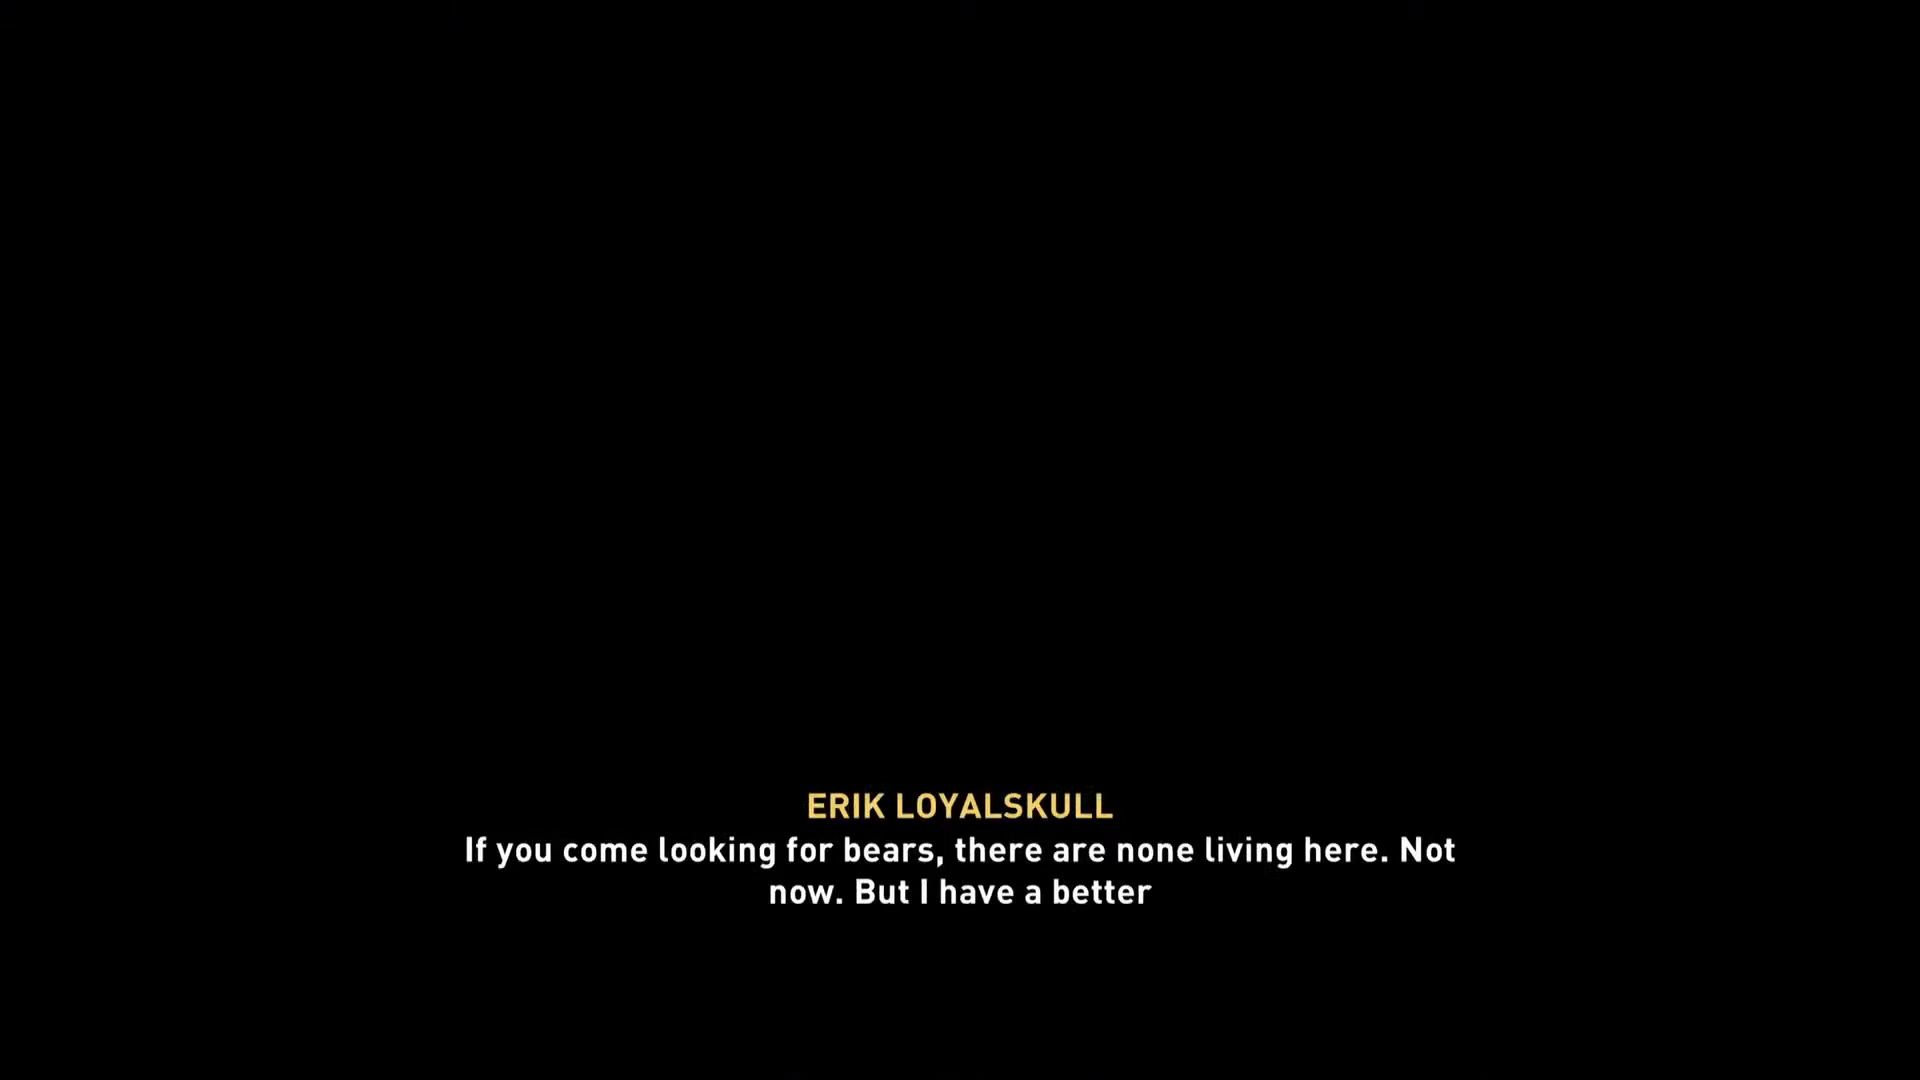 ERIK LOYALSKULL
If you come looking for bears, there are none living here. Not
now. But I have a better